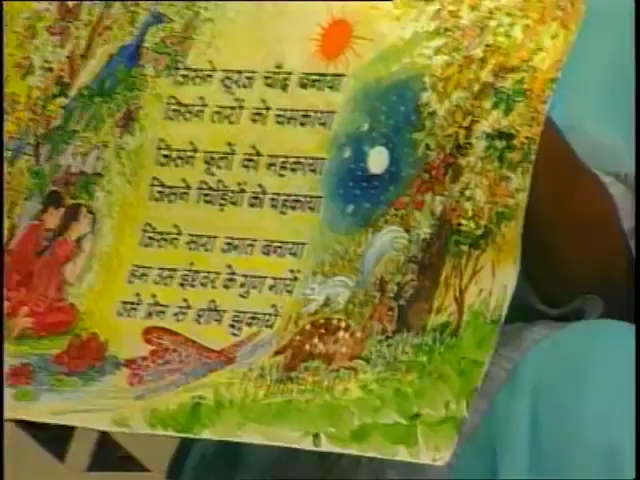 जिसने सूरज चाँद बनाया
जिसने तारों को चमकाया
जिसने फूलों को महकाया
जिसने चिड़ियों को चहकाया
जिसने सारा जगत बनाया
हम उस ईश्वर के गुण गायें
उसे प्रेम से शीष झुकायें